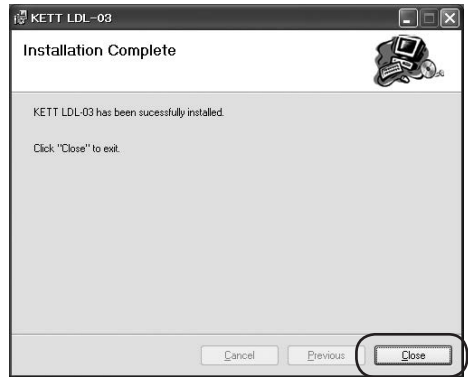 KETT LDL-03
Installation Complete
KETT LDL-03 has been sucessfully installed.
Click "Close" to exit.
Cancel Previous Close